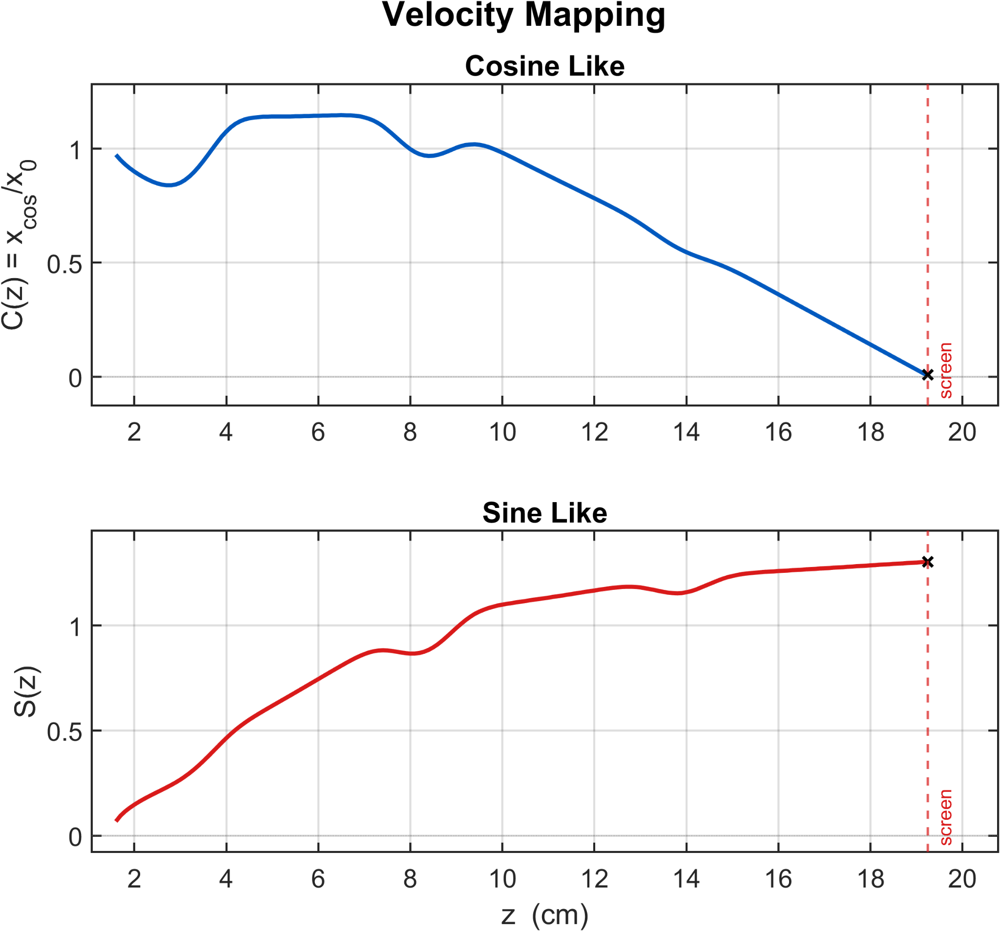 Velocity Mapping
Cosine Like
C(z) = x_cos/x_0
1
0.5
0
screen
2 4 6 8 10 12 14 16 18 20
Sine Like
S(z)
1
0.5
0
screen
2 4 6 8 10 12 14 16 18 20
z (cm)